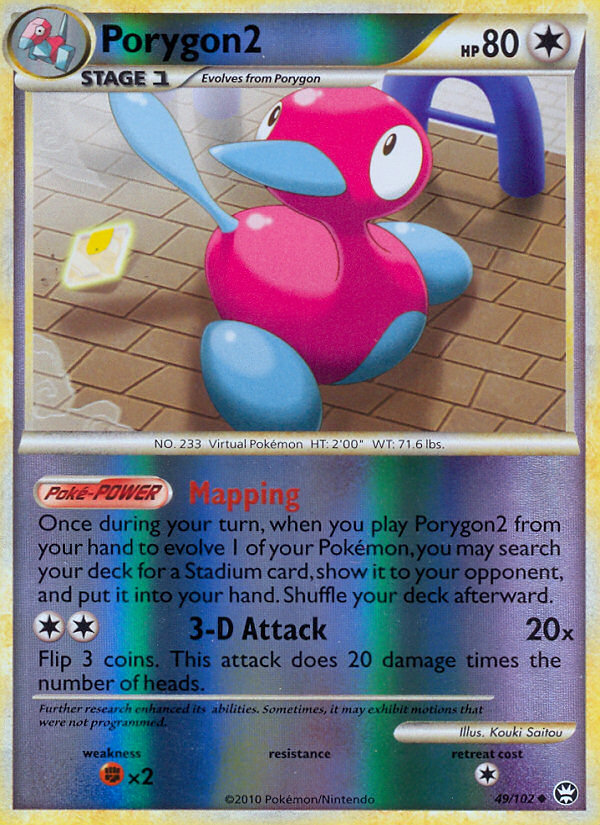 Porygon2
HP 80
STAGE 1
Evolves from Porygon
NO. 233 Virtual Pokémon HT: 2'00" WT: 71.6 lbs.
Poké-POWER Mapping
Once during your turn, when you play Porygon2 from
your hand to evolve 1 of your Pokémon, you may search
your deck for a Stadium card, show it to your opponent,
and put it into your hand. Shuffle your deck afterward.
3-D Attack 20x
Flip 3 coins. This attack does 20 damage times the
number of heads.
Further research enhanced its abilities. Sometimes, it may exhibit motions that
were not programmed.
Illus. Kouki Saitou
weakness resistance retreat cost
×2
©2010 Pokémon/Nintendo 49/102